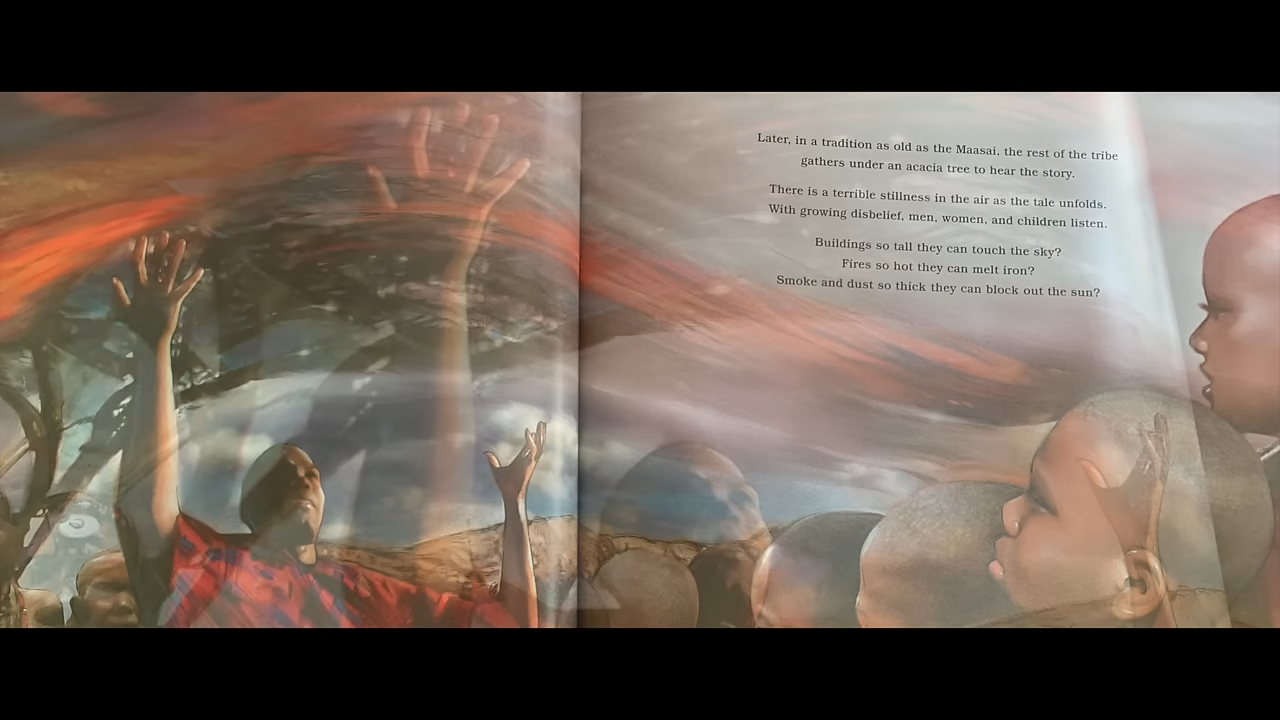 Later, in a tradition as old as the Maasai, the rest of the tribe
gathers under an acacia tree to hear the story.
There is a terrible stillness in the air as the tale unfolds.
With growing disbelief, men, women, and children listen.
Buildings so tall they can touch the sky?
Fires so hot they can melt iron?
Smoke and dust so thick they can block out the sun?